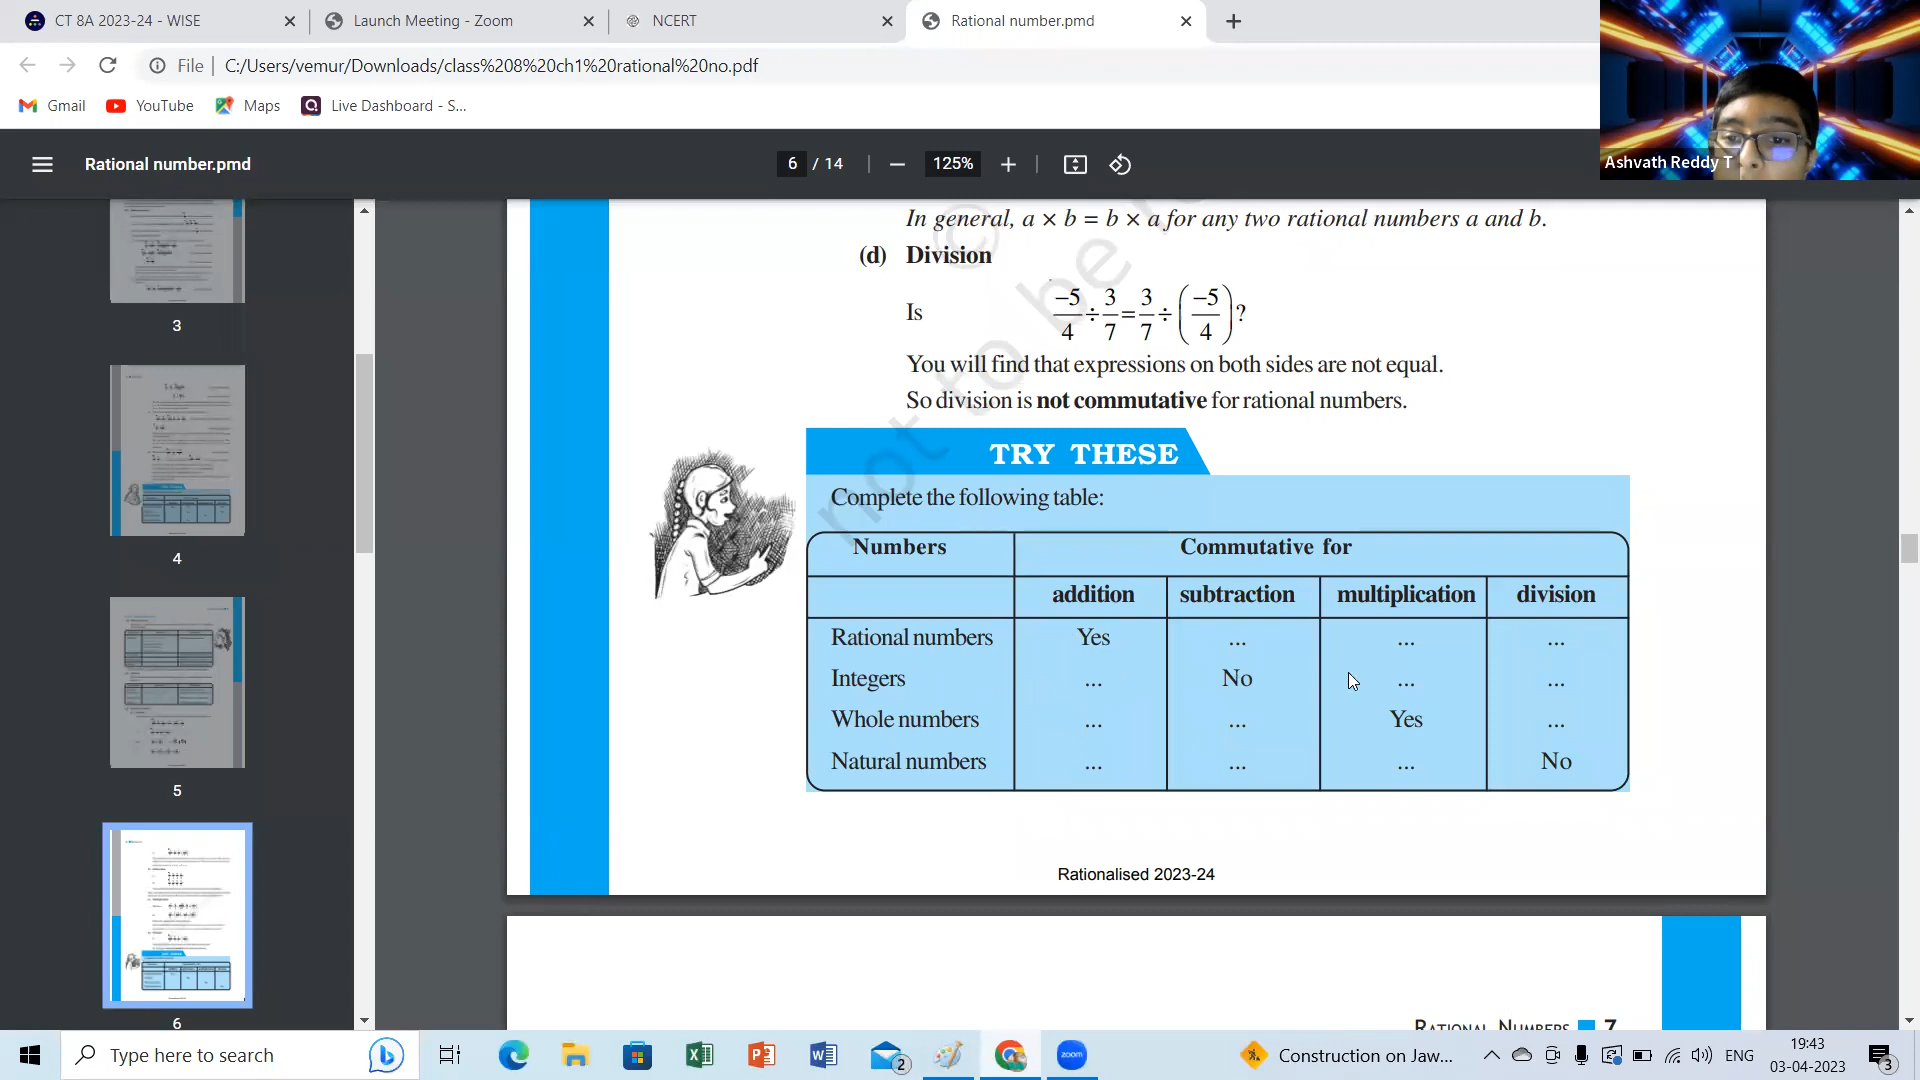 CT 8A 2023-24 - WISE
Launch Meeting - Zoom
NCERT
Rational number.pmd
File
C:/Users/vemur/Downloads/class%208%20ch1%20rational%20no.pdf
Gmail
YouTube
Maps
Live Dashboard - S...
Ashvath Reddy T
Rational number.pmd
6 / 14
125%
3
4
5
6
In general, a × b = b × a for any two rational numbers a and b.
(d) Division
Is −5/4 ÷ 3/7 = 3/7 ÷ (−5/4)?
You will find that expressions on both sides are not equal.
So division is not commutative for rational numbers.
TRY THESE
Complete the following table:
Numbers Commutative for
addition subtraction multiplication division
Rational numbers Yes ... ... ...
Integers ... No ... ...
Whole numbers ... ... Yes ...
Natural numbers ... ... ... No
Rationalised 2023-24
© not to be
RATIONAL NUMBERS 7
Type here to search
2
zoom
Construction on Jaw...
ENG
19:43
03-04-2023
3